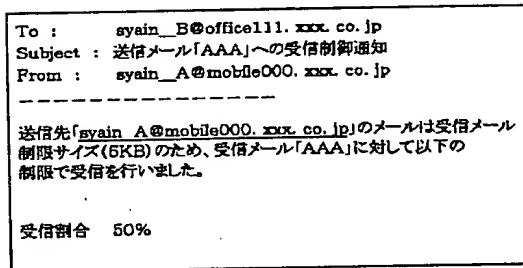 To :    syain__B@office111.xxx.co.jp
Subject : 送信メール「AAA」への受信制御通知
From :    syain__A@mobile000.xxx.co.jp
----------------
送信先「syain_A@mobile000.xxx.co.jp」のメールは受信メール
制限サイズ(5KB)のため、受信メール「AAA」に対して以下の
制限で受信を行いました。
受信割合 50%